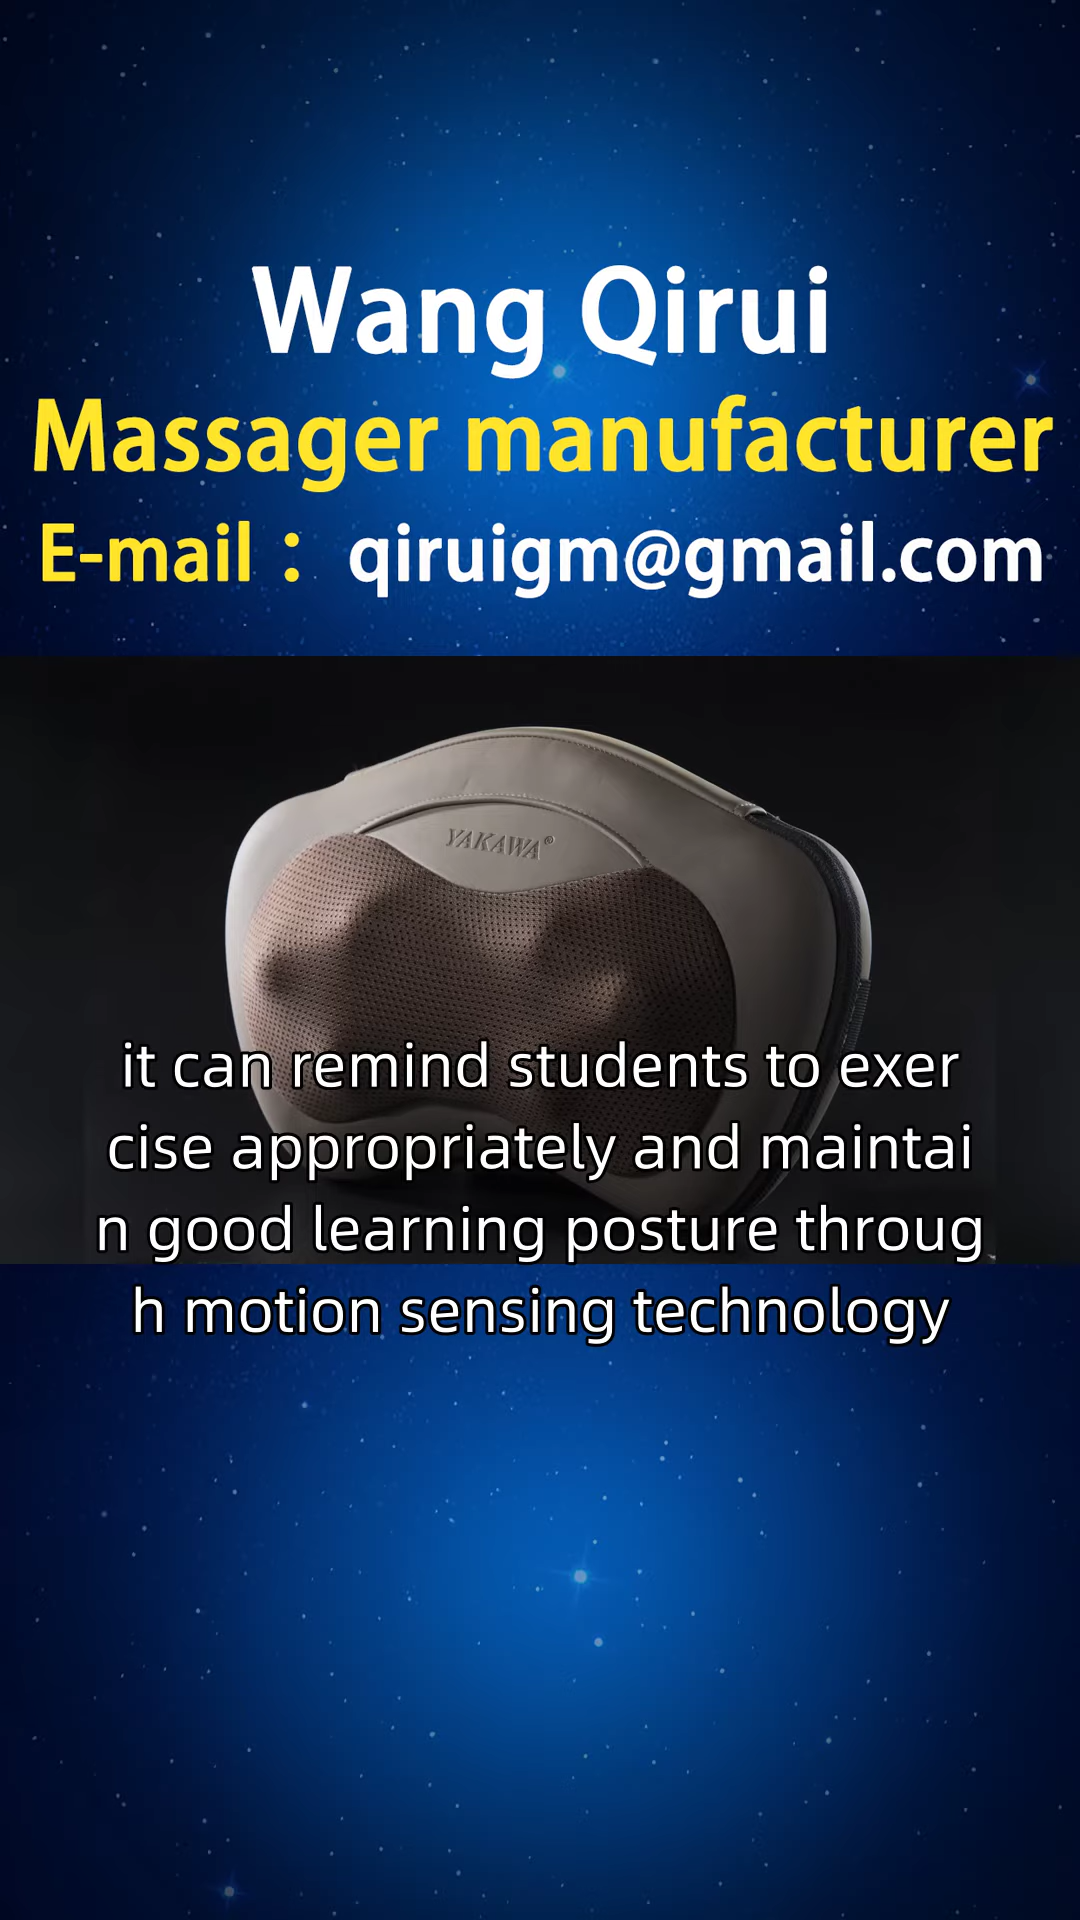 Wang Qirui
Massager manufacturer
E-mail： qiruigm@gmail.com
YAKAWA®
it can remind students to exer
cise appropriately and maintai
n good learning posture throug
h motion sensing technology